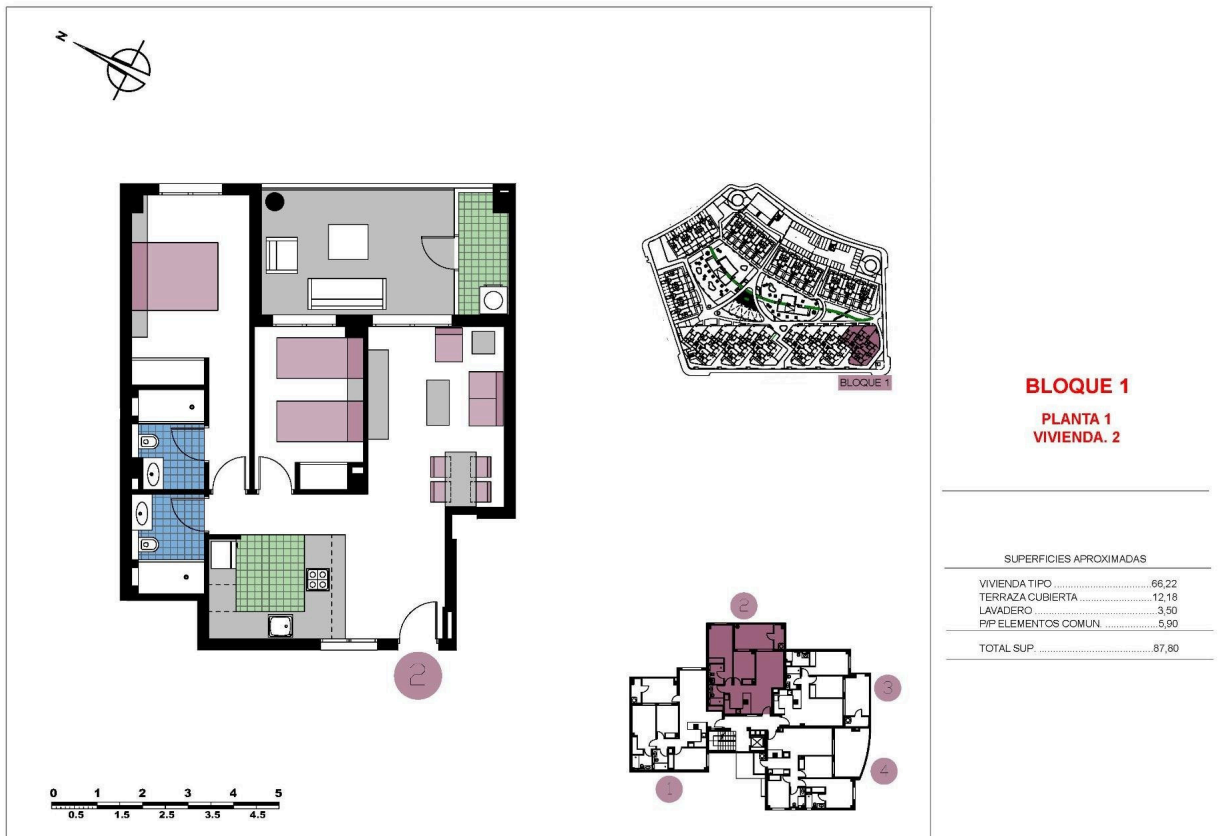 N
2
0 1 2 3 4 5
0.5 1.5 2.5 3.5 4.5
BLOQUE 1
2
3
1
4
BLOQUE 1
PLANTA 1
VIVIENDA. 2
SUPERFICIES APROXIMADAS
VIVIENDA TIPO ..............................66,22
TERRAZA CUBIERTA ......................12,18
LAVADERO ....................................3,50
P/P ELEMENTOS COMUN. ................5,90
TOTAL SUP. ...................................87,80